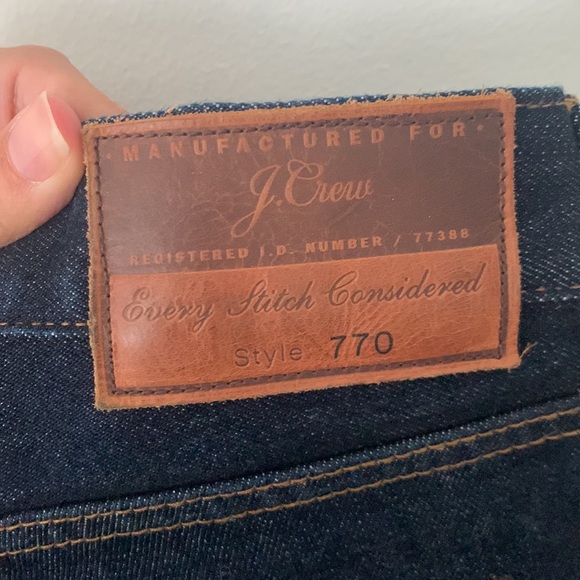 · MANUFACTURED FOR ·
J.Crew
REGISTERED I.D. NUMBER / 77388
Every Stitch Considered
Style 770